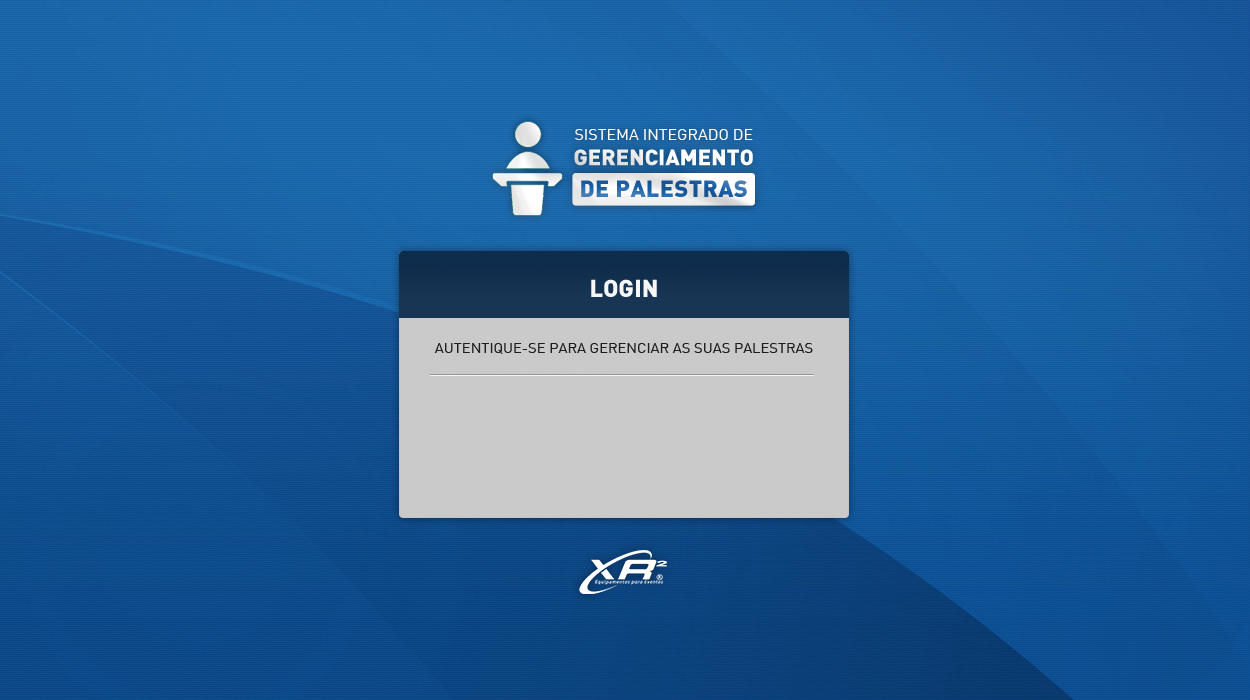 SISTEMA INTEGRADO DE
GERENCIAMENTO
DE PALESTRAS
LOGIN
AUTENTIQUE-SE PARA GERENCIAR AS SUAS PALESTRAS
XR²
Equipamentos para Eventos ®